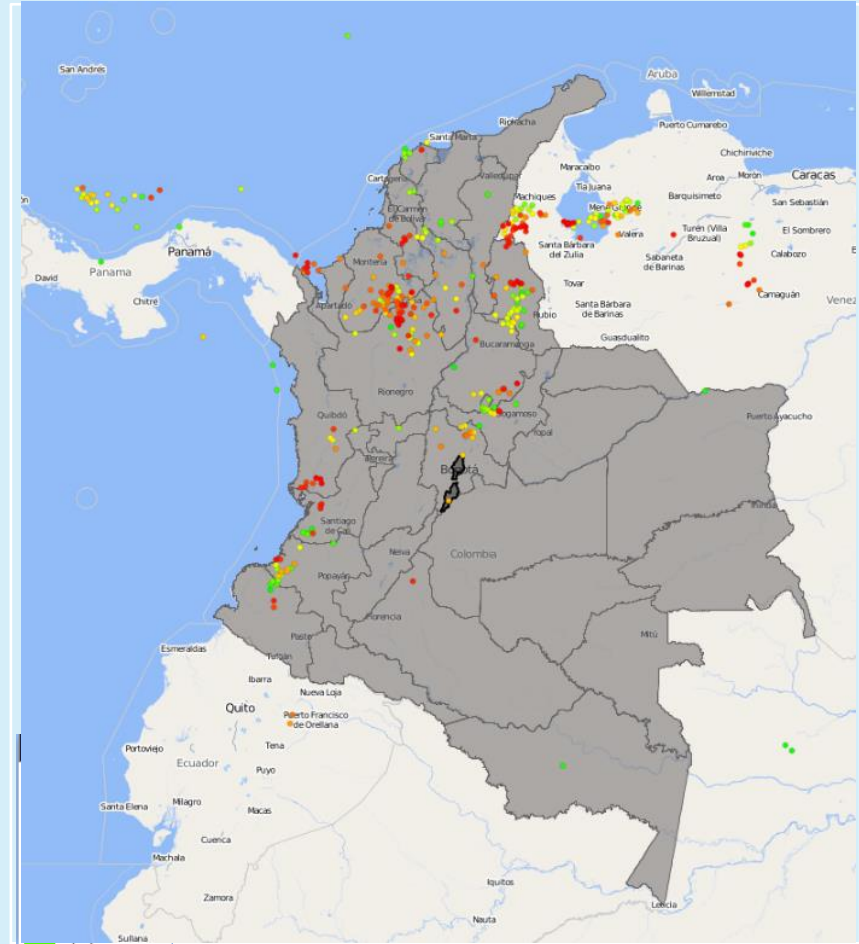 San Andrés
Aruba
Willemstad
Riohacha
Puerto Cumarebo
Santa Marta
Chichiriviche
Cartagena
Valledupar
Maracaibo
Aroa
Morón
Caracas
Machiques
Tía Juana
Barquisimeto
San Sebastián
El Carmen
de Bolívar
Mene Grande
Valera
Turén (Villa
Bruzual)
El Sombrero
Panamá
Santa Bárbara
del Zulia
Sabaneta
de Barinas
Calabozo
Montería
David
Panama
Tovar
Camaguán
Chitré
Apartadó
Rubio
Santa Bárbara
de Barinas
Bucaramanga
Guasdualito
Rionegro
Quibdó
Sogamoso
Puerto Ayacucho
Yopal
Pereira
Bogotá
Inírida
Santiago
de Cali
Neiva
Colombia
Popayán
Florencia
Mitú
Pasto
Esmeraldas
Tulcán
Ibarra
Nueva Loja
Quito
Puerto Francisco
de Orellana
Portoviejo
Tena
Ecuador
Puyo
Santa Elena
Milagro
Macas
Cuenca
Machala
Iquitos
Leticia
Zamora
Nauta
Sullana